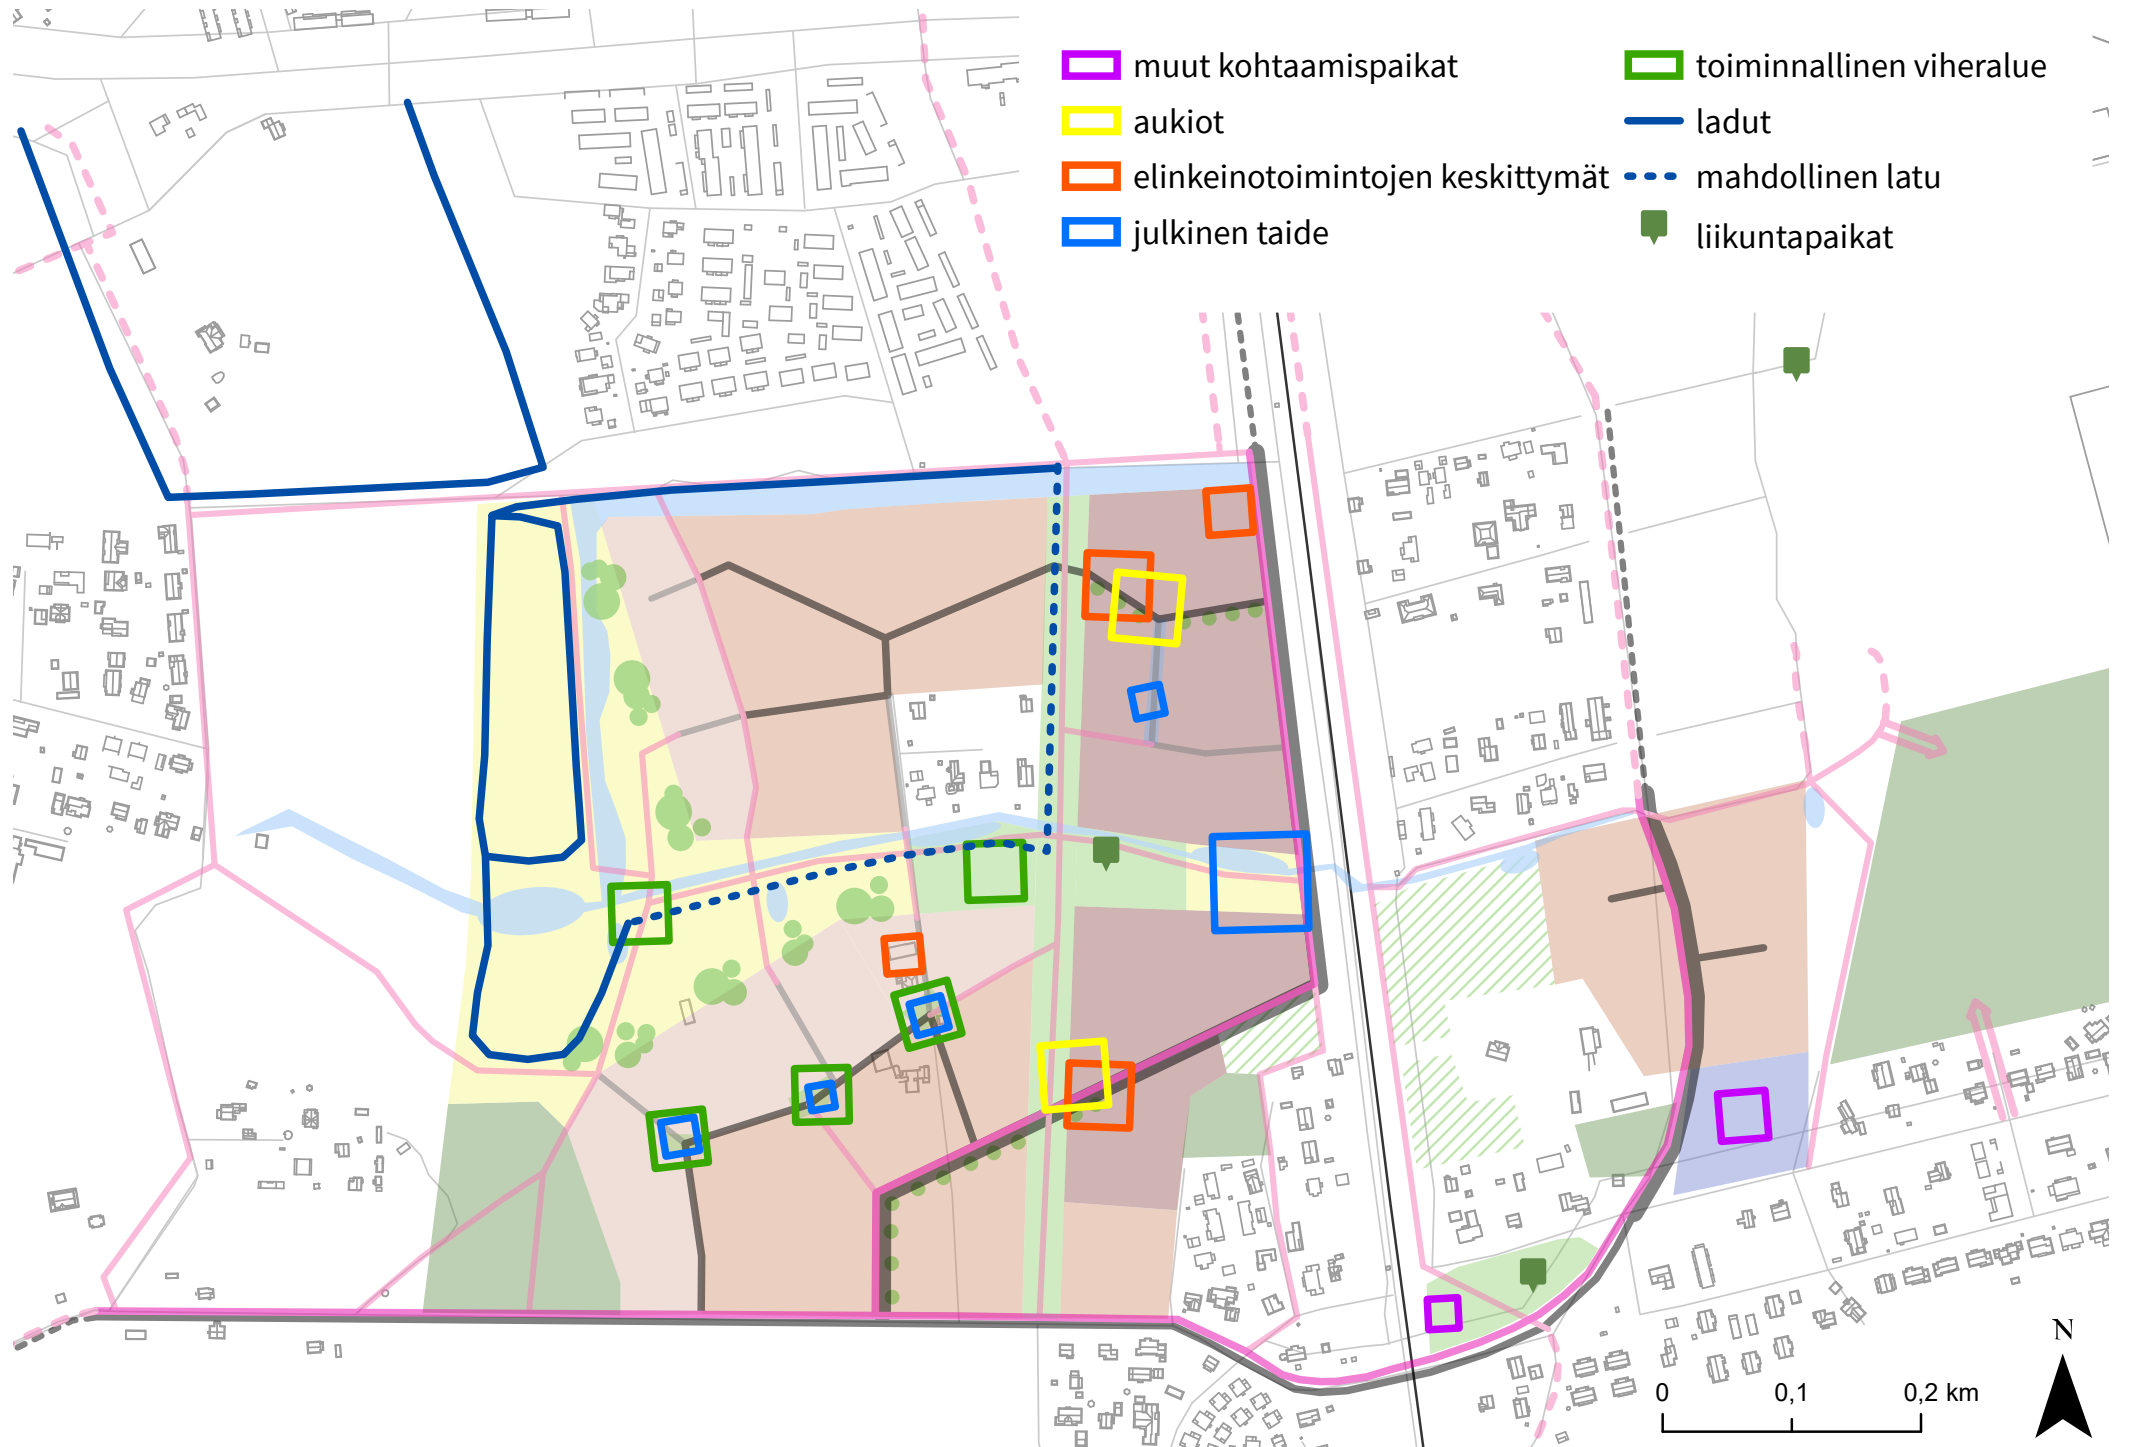 muut kohtaamispaikat
aukiot
elinkeinotoimintojen keskittymät
julkinen taide
toiminnallinen viheralue
ladut
mahdollinen latu
liikuntapaikat
N
0 0,1 0,2 km